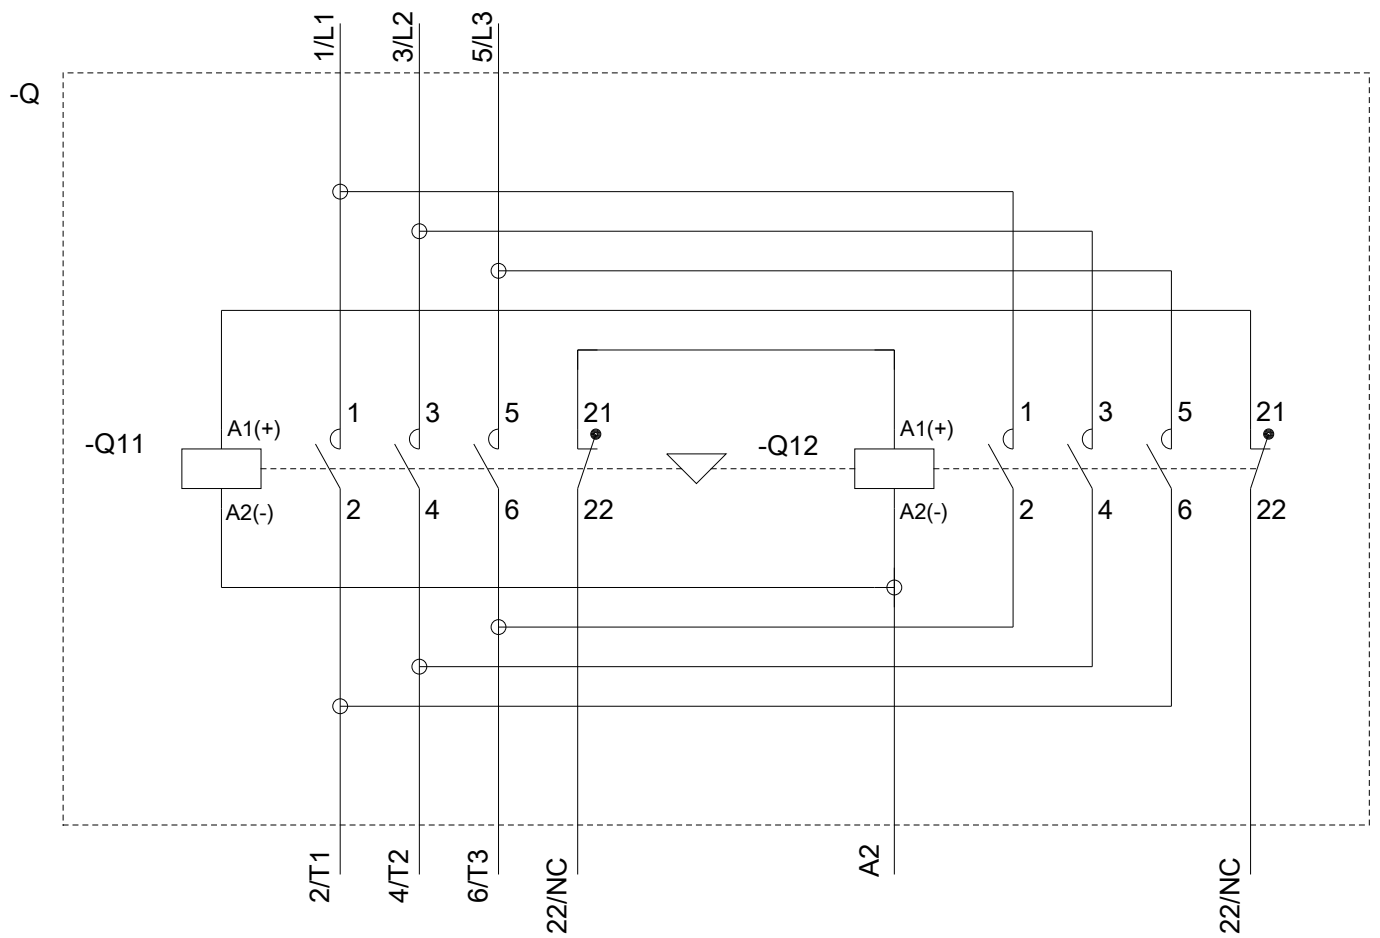 1/L1
3/L2
5/L3
-Q
1
3
5
21
1
3
5
21
A1(+)
A1(+)
-Q11
-Q12
2
4
6
22
2
4
6
22
A2(-)
A2(-)
2/T1
4/T2
6/T3
22/NC
A2
22/NC